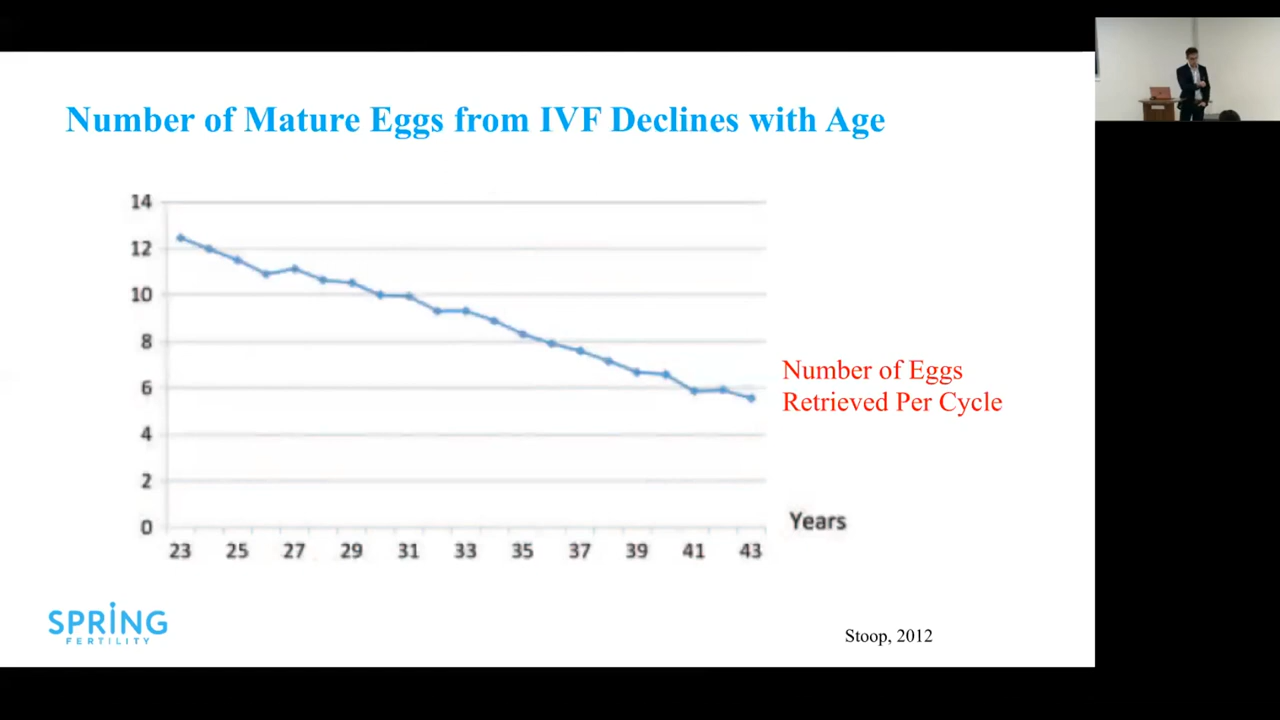 Number of Mature Eggs from IVF Declines with Age
14
12
10
8
6
4
2
0
23 25 27 29 31 33 35 37 39 41 43
Years
Number of Eggs
Retrieved Per Cycle
SPRING
FERTILITY
Stoop, 2012